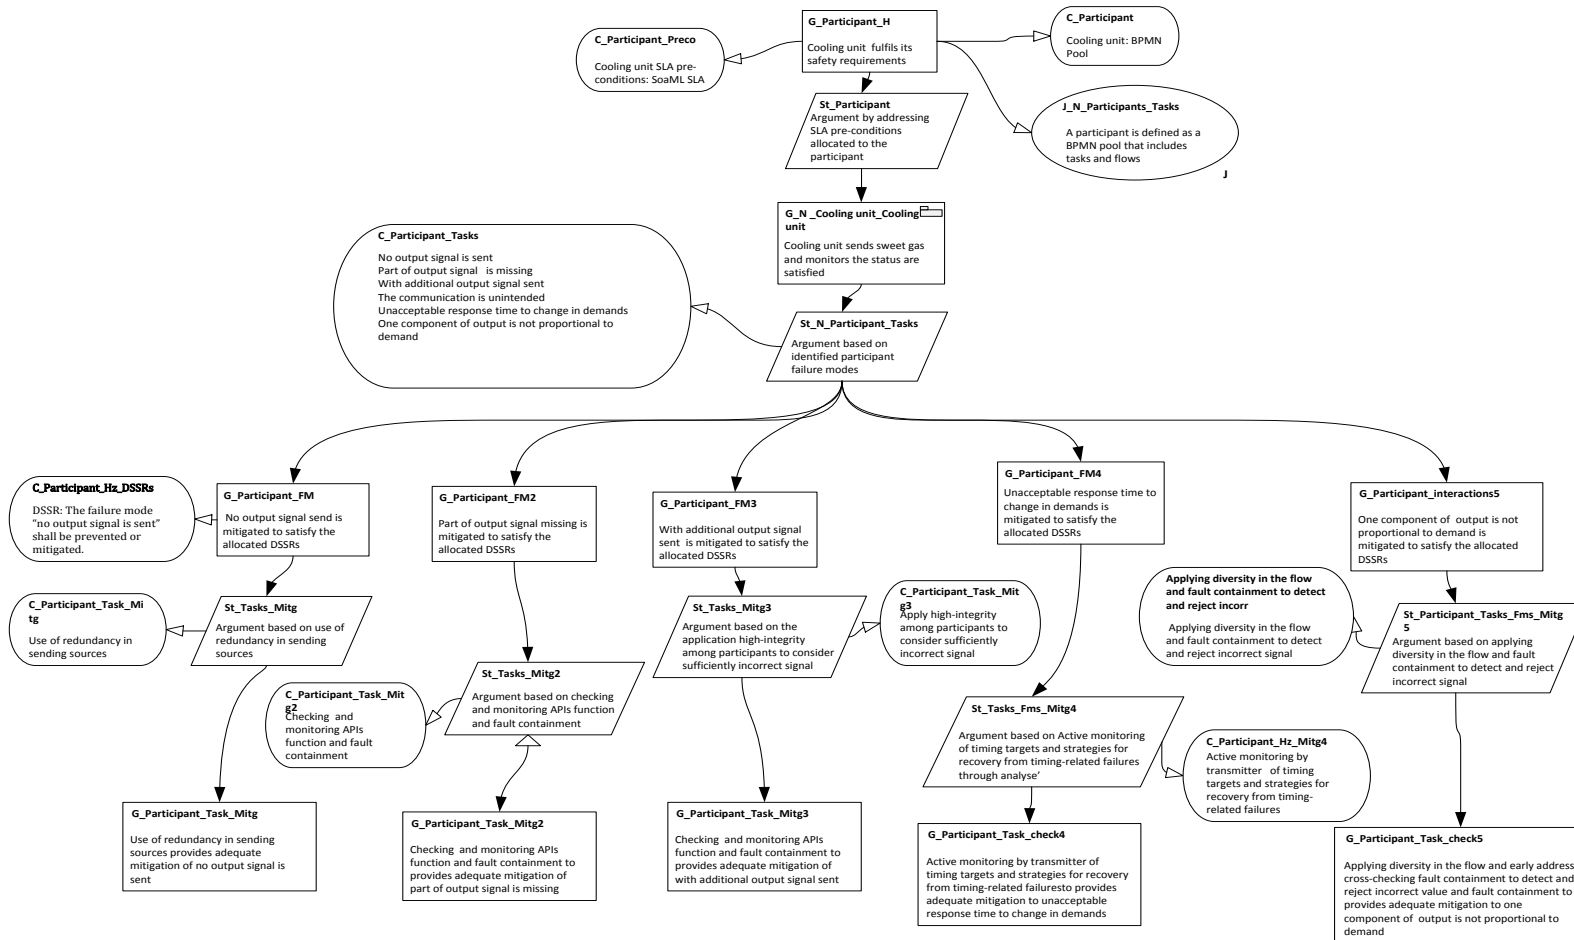 G_Participant_H
Cooling unit fulfils its
safety requirements
C_Participant
Cooling unit: BPMN
Pool
C_Participant_Preco
Cooling unit SLA pre-
conditions: SoaML SLA
St_Participant
Argument by addressing
SLA pre-conditions
allocated to the
participant
J_N_Participants_Tasks
A participant is defined as a
BPMN pool that includes
tasks and flows
J
G_N _Cooling unit_Cooling
unit
Cooling unit sends sweet gas
and monitors the status are
satisfied
C_Participant_Tasks
No output signal is sent
Part of output signal is missing
With additional output signal sent
The communication is unintended
Unacceptable response time to change in demands
One component of output is not proportional to
demand
St_N_Participant_Tasks
Argument based on
identified participant
failure modes
C_Participant_Hz_DSSRs
DSSR: The failure mode
“no output signal is sent”
shall be prevented or
mitigated.
G_Participant_FM
No output signal send is
mitigated to satisfy the
allocated DSSRs
G_Participant_FM2
Part of output signal missing is
mitigated to satisfy the
allocated DSSRs
G_Participant_FM3
With additional output signal
sent is mitigated to satisfy the
allocated DSSRs
G_Participant_FM4
Unacceptable response time to
change in demands is
mitigated to satisfy the
allocated DSSRs
G_Participant_interactions5
One component of output is not
proportional to demand is
mitigated to satisfy the allocated
DSSRs
C_Participant_Task_Mi
tg
Use of redundancy in
sending sources
St_Tasks_Mitg
Argument based on use of
redundancy in sending
sources
St_Tasks_Mitg3
Argument based on the
application high-integrity
among participants to consider
sufficiently incorrect signal
C_Participant_Task_Mit
g3
Apply high-integrity
among participants to
consider sufficiently
incorrect signal
Applying diversity in the flow
and fault containment to detect
and reject incorr
Applying diversity in the flow
and fault containment to detect
and reject incorrect signal
St_Participant_Tasks_Fms_Mitg
5
Argument based on applying
diversity in the flow and fault
containment to detect and reject
incorrect signal
C_Participant_Task_Mit
g2
Checking and
monitoring APIs
function and fault
containment
St_Tasks_Mitg2
Argument based on checking
and monitoring APIs function
and fault containment
St_Tasks_Fms_Mitg4
Argument based on Active monitoring
of timing targets and strategies for
recovery from timing-related failures
through analyse’
C_Participant_Hz_Mitg4
Active monitoring by
transmitter of timing
targets and strategies for
recovery from timing-
related failures
G_Participant_Task_Mitg
Use of redundancy in sending
sources provides adequate
mitigation of no output signal is
sent
G_Participant_Task_Mitg2
Checking and monitoring APIs
function and fault containment to
provides adequate mitigation of
part of output signal is missing
G_Participant_Task_Mitg3
Checking and monitoring APIs
function and fault containment to
provides adequate mitigation of
with additional output signal sent
G_Participant_Task_check4
Active monitoring by transmitter of
timing targets and strategies for recovery
from timing-related failuresto provides
adequate mitigation to unacceptable
response time to change in demands
G_Participant_Task_check5
Applying diversity in the flow and early address
cross-checking fault containment to detect and
reject incorrect value and fault containment to
provides adequate mitigation to one
component of output is not proportional to
demand